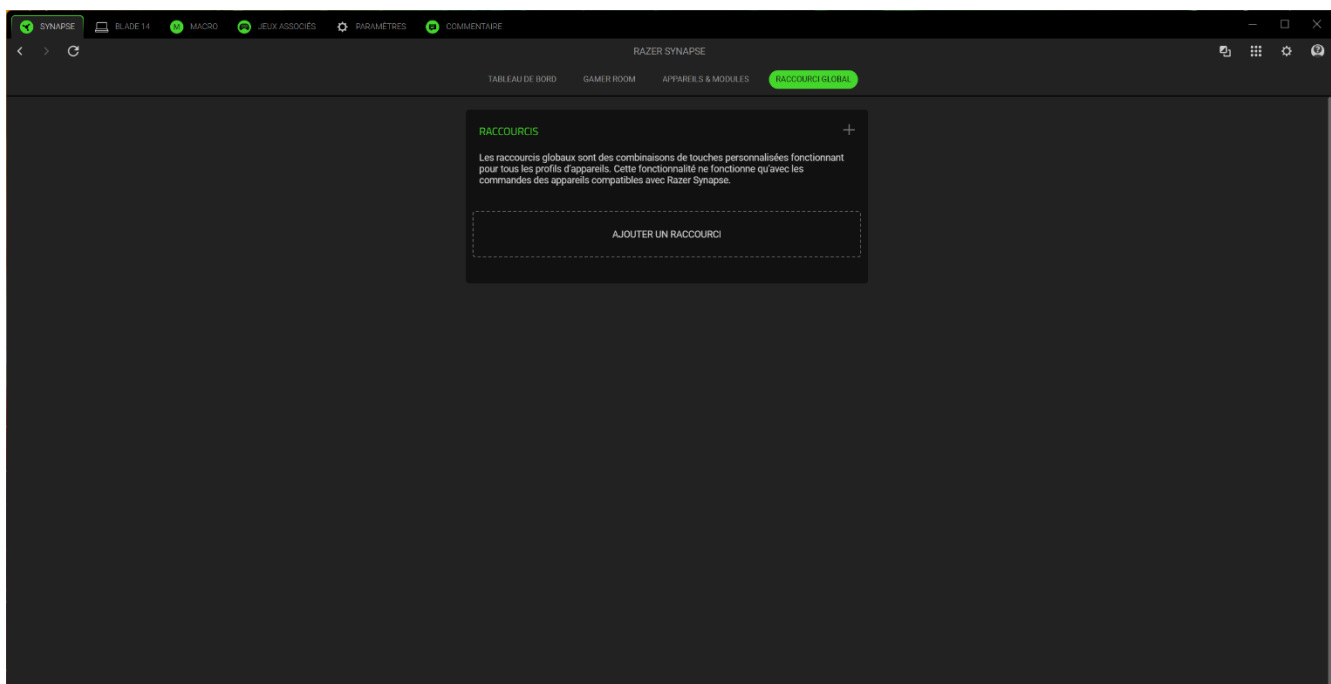 SYNAPSE BLADE 14 M MACRO JEUX ASSOCIÉS PARAMÈTRES COMMENTAIRE
RAZER SYNAPSE
TABLEAU DE BORD GAMER ROOM APPAREILS & MODULES RACCOURCI GLOBAL
RACCOURCIS
Les raccourcis globaux sont des combinaisons de touches personnalisées fonctionnant
pour tous les profils d'appareils. Cette fonctionnalité ne fonctionne qu'avec les
commandes des appareils compatibles avec Razer Synapse.
AJOUTER UN RACCOURCI